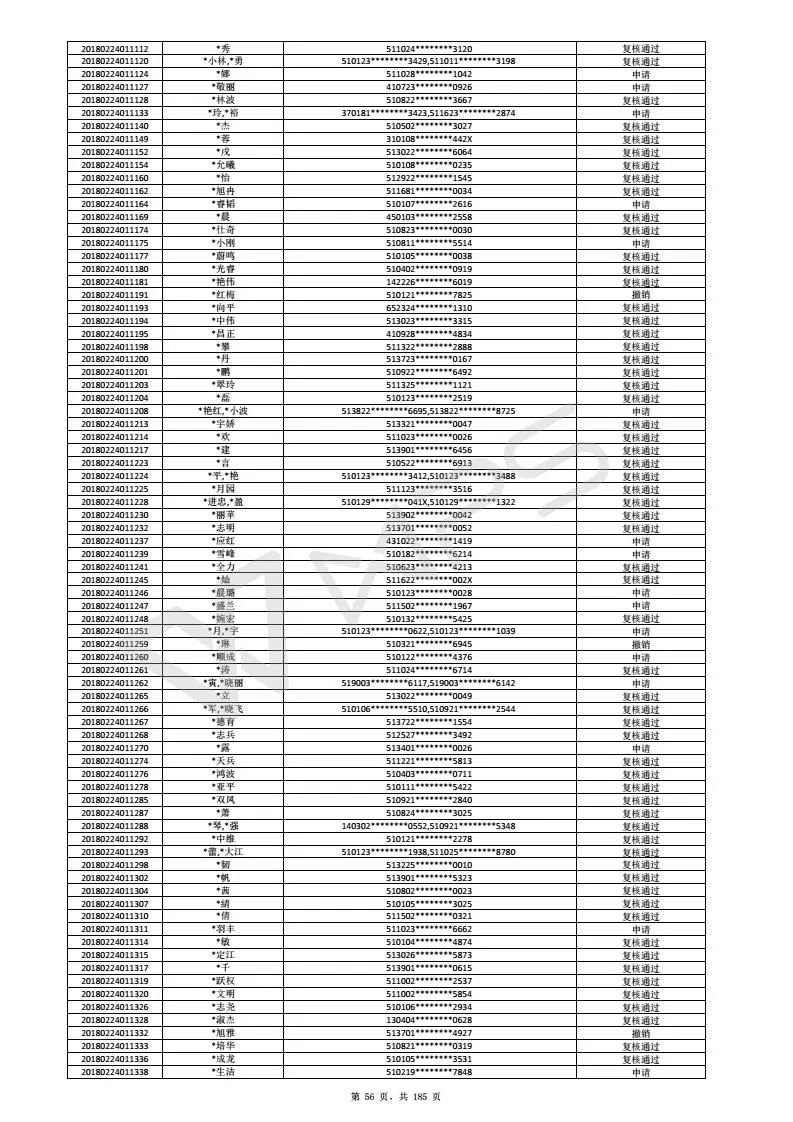 20180224011112 *秀 511024********3120 复核通过
20180224011120 *小林,*勇 510123********3429,511011********3198 复核通过
20180224011124 *娜 511028********1042 申请
20180224011127 *敬丽 410723********0926 申请
20180224011128 *林波 510822********3667 复核通过
20180224011133 *玲,*裕 370181********3423,511623********2874 申请
20180224011140 *杰 510502********3027 复核通过
20180224011149 *蓉 310108********442X 复核通过
20180224011152 *戌 513022********6064 复核通过
20180224011154 *允曦 510108********0235 复核通过
20180224011160 *怡 512922********1545 复核通过
20180224011162 *旭冉 511681********0034 复核通过
20180224011164 *睿韬 510107********2616 申请
20180224011169 *晨 450103********2558 复核通过
20180224011174 *仕奇 510823********0030 复核通过
20180224011175 *小刚 510811********5514 申请
20180224011177 *蔚鸣 510105********0038 复核通过
20180224011180 *光睿 510402********0919 复核通过
20180224011181 *艳伟 142226********6019 复核通过
20180224011191 *红梅 510121********7825 撤销
20180224011193 *向平 652324********1310 复核通过
20180224011194 *中伟 513023********3315 复核通过
20180224011195 *昌正 410928********4834 复核通过
20180224011198 *攀 511322********2888 复核通过
20180224011200 *丹 513723********0167 复核通过
20180224011201 *鹏 510922********6492 复核通过
20180224011203 *翠玲 511325********1121 复核通过
20180224011204 *磊 510123********2519 复核通过
20180224011208 *艳红,*小波 513822********6695,513822********8725 申请
20180224011213 *宇娇 513321********0047 复核通过
20180224011214 *欢 511023********0026 复核通过
20180224011217 *建 513901********6456 复核通过
20180224011223 *言 510522********6913 复核通过
20180224011224 *平,*艳 510123********3412,510123********3488 复核通过
20180224011225 *月园 511123********3516 复核通过
20180224011228 *进忠,*盈 510129********041X,510129********1322 复核通过
20180224011230 *丽苹 513902********0042 复核通过
20180224011232 *志明 513701********0052 复核通过
20180224011237 *应红 431022********1419 申请
20180224011239 *雪峰 510182********6214 申请
20180224011241 *全力 510623********4213 复核通过
20180224011245 *灿 511622********002X 复核通过
20180224011246 *晨璐 510123********0028 申请
20180224011247 *盛兰 511502********1967 申请
20180224011248 *婉宏 510132********5425 复核通过
20180224011251 *月,*宇 510123********0622,510123********1039 申请
20180224011259 *琳 510321********6945 撤销
20180224011260 *顺成 510122********4376 申请
20180224011261 *涛 511024********6714 复核通过
20180224011262 *寅,*晓丽 519003********6117,519003********6142 申请
20180224011265 *立 513022********0049 复核通过
20180224011266 *军,*晓飞 510106********5510,510921********2544 复核通过
20180224011267 *德育 513722********1554 复核通过
20180224011268 *志兵 512527********3492 复核通过
20180224011270 *露 513401********0026 申请
20180224011274 *天兵 511221********5813 复核通过
20180224011276 *鸿波 510403********0711 复核通过
20180224011278 *亚平 510111********5422 复核通过
20180224011285 *双凤 510921********2840 复核通过
20180224011287 *萧 510824********3025 复核通过
20180224011288 *琴,*强 140302********0552,510921********5348 复核通过
20180224011292 *中维 510121********2278 复核通过
20180224011293 *蕾,*大江 510123********1938,511025********8780 复核通过
20180224011298 *韧 513225********0010 复核通过
20180224011302 *帆 513901********5323 复核通过
20180224011304 *茜 510802********0023 复核通过
20180224011307 *婧 510105********3025 复核通过
20180224011310 *倩 511502********0321 复核通过
20180224011311 *羽丰 511023********6662 申请
20180224011314 *敏 510104********4874 复核通过
20180224011315 *定江 513026********5873 复核通过
20180224011317 *千 513901********0615 复核通过
20180224011319 *跃权 511002********2537 复核通过
20180224011320 *文明 511002********5854 复核通过
20180224011326 *志尧 510106********2934 复核通过
20180224011328 *淑杰 130404********0628 复核通过
20180224011332 *旭雅 513701********4927 撤销
20180224011333 *培华 510821********0319 复核通过
20180224011336 *成龙 510105********3531 复核通过
20180224011338 *生洁 510219********7848 申请
第 56 页，共 185 页